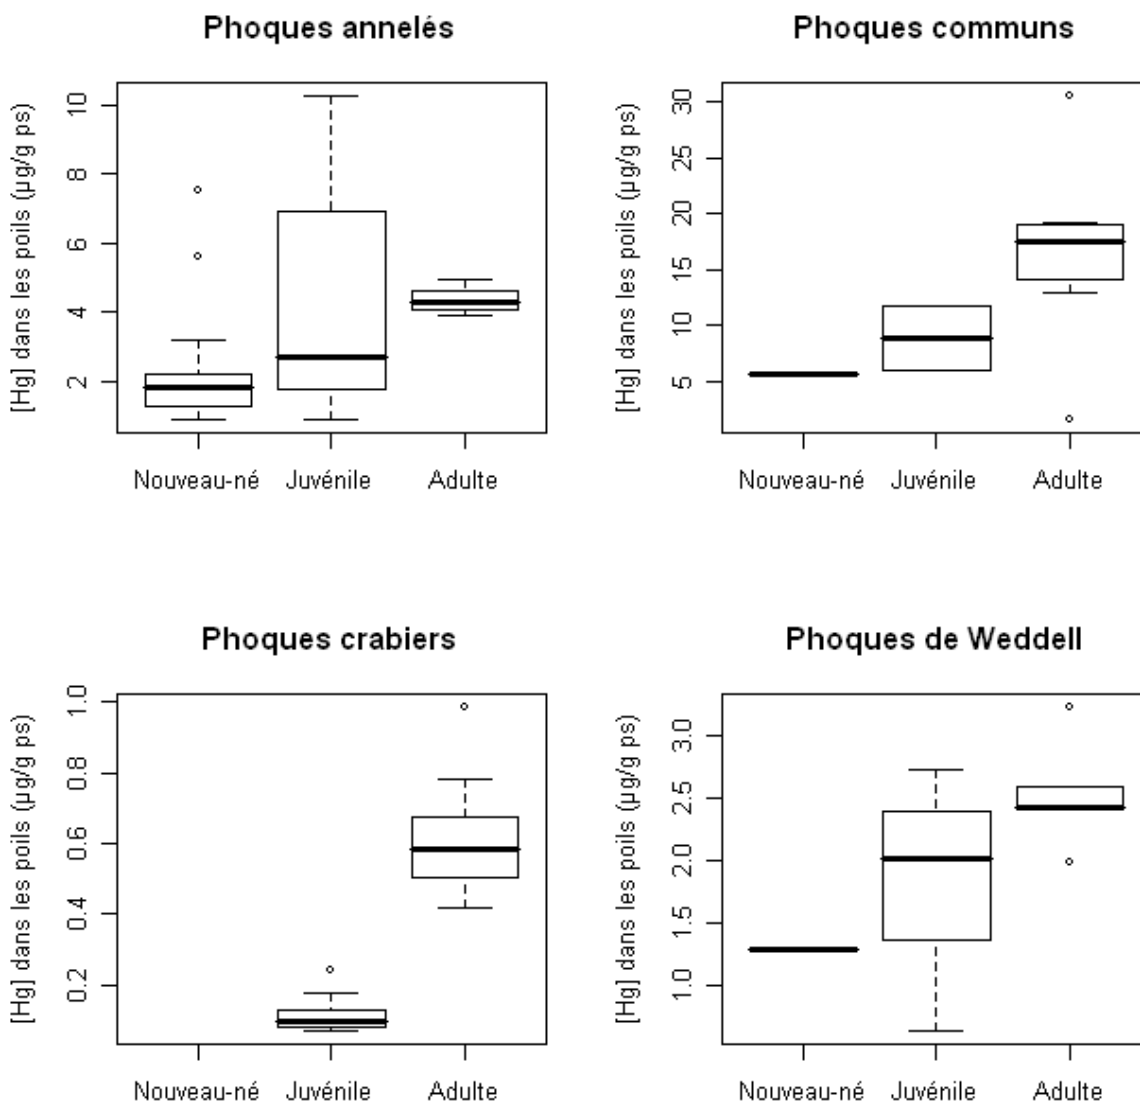 Phoques annelés
[Hg] dans les poils (µg/g ps)
10
8
6
4
2
Nouveau-né Juvénile Adulte
Phoques communs
[Hg] dans les poils (µg/g ps)
30
25
20
15
10
5
Nouveau-né Juvénile Adulte
Phoques crabiers
[Hg] dans les poils (µg/g ps)
1.0
0.8
0.6
0.4
0.2
Nouveau-né Juvénile Adulte
Phoques de Weddell
[Hg] dans les poils (µg/g ps)
3.0
2.5
2.0
1.5
1.0
Nouveau-né Juvénile Adulte